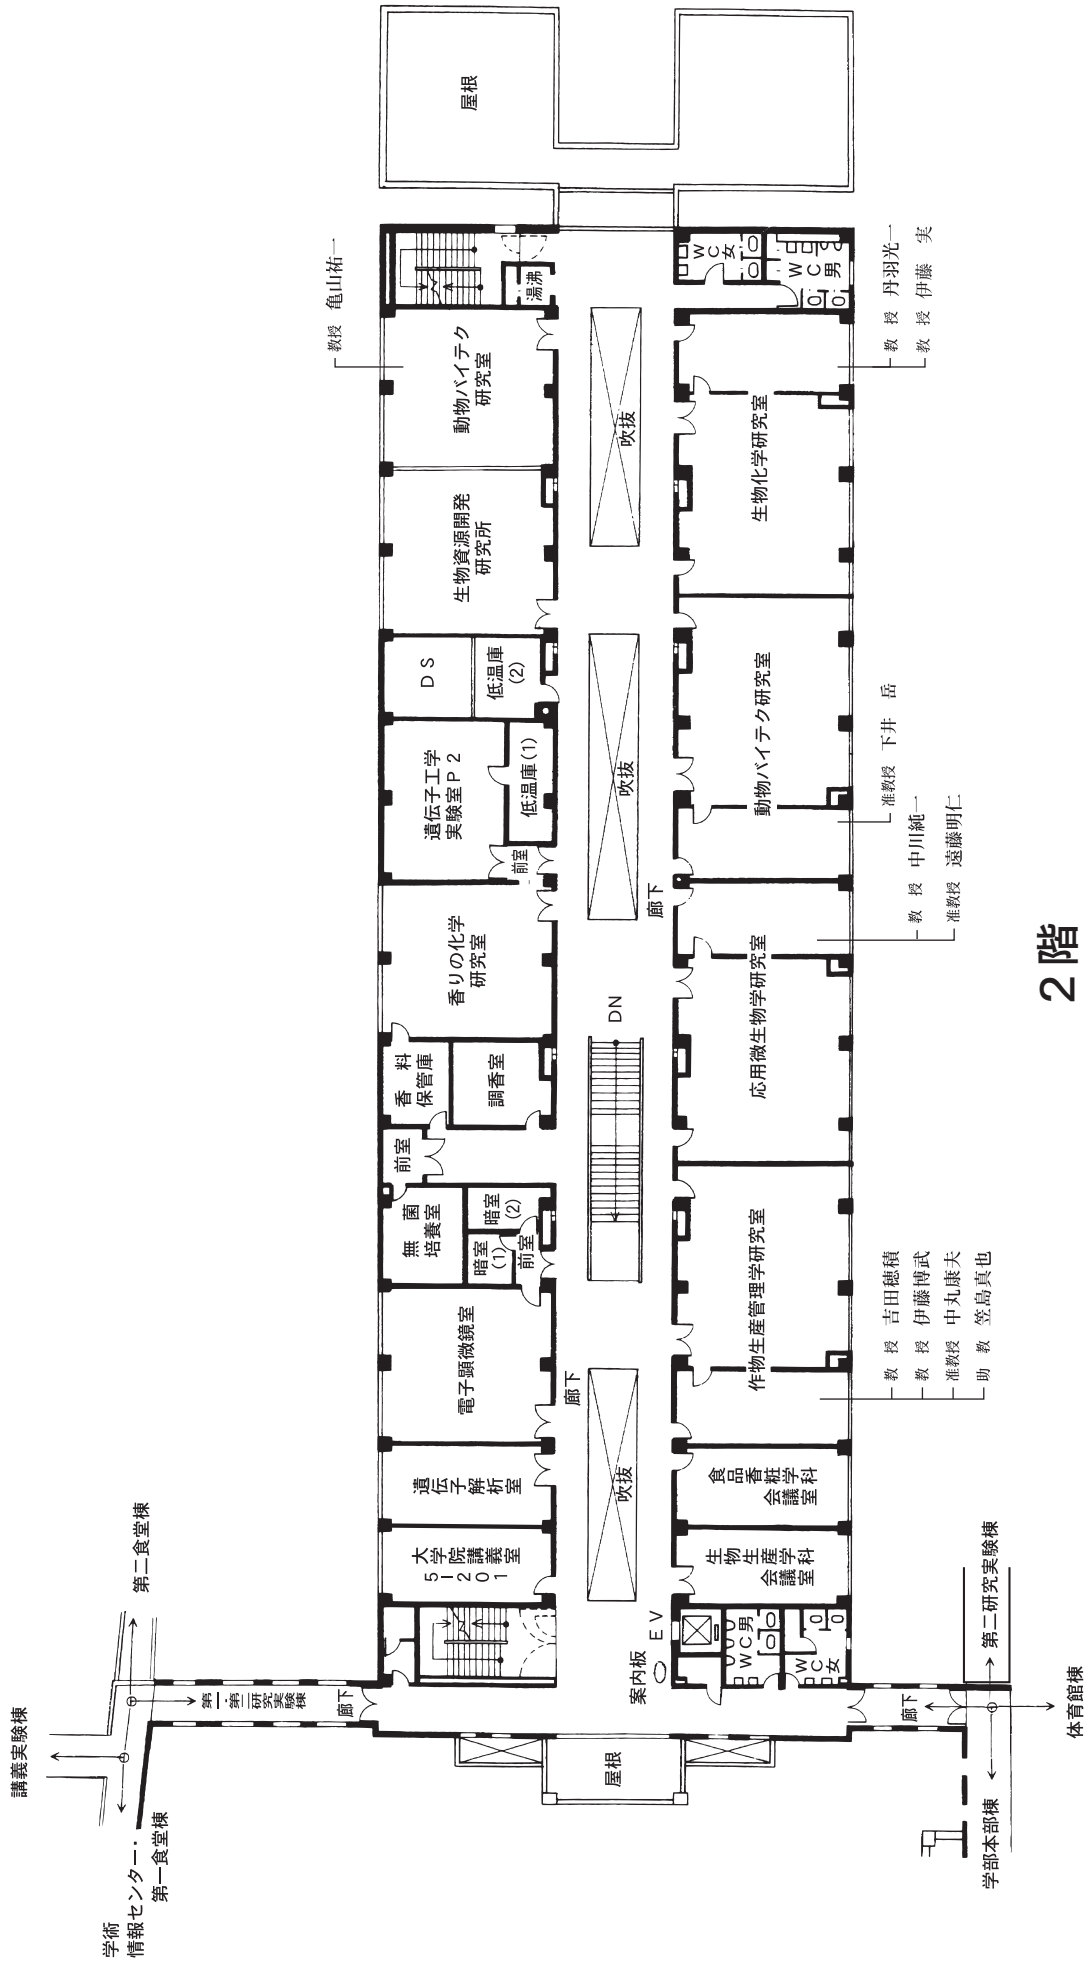 屋根
教授 亀山祐一
湯沸
WC女
WC男
教授 丹羽光一
教授 伊藤 実
動物バイテク
研究室
吹抜
生物化学研究室
生物資源開発
研究所
DS
低温庫
(2)
吹抜
動物バイテク研究室
准教授 下井 岳
遺伝子工学
実験室P2
低温庫(1)
前室
廊下
教授 中川純一
准教授 遠藤明仁
香りの化学
研究室
DN
応用微生物学研究室
香料
保管庫
調香室
前室
無菌
培養室
暗室
(2)
暗室
(1)
前室
作物生産管理学研究室
教授 吉田穂積
教授 伊藤博武
准教授 中丸康夫
助教 笠島真也
電子顕微鏡室
廊下
遺伝子解析室
吹抜
食品香粧学科
会議室
大学院講義室
5-1201
生物生産学科
会議室
EV
案内板
WC男
WC女
第二食堂棟
第一・第三研究実験棟
廊下
講義実験棟
学術
情報センター・
第一食堂棟
屋根
廊下
第二研究実験棟
体育館棟
学部本部棟
2階